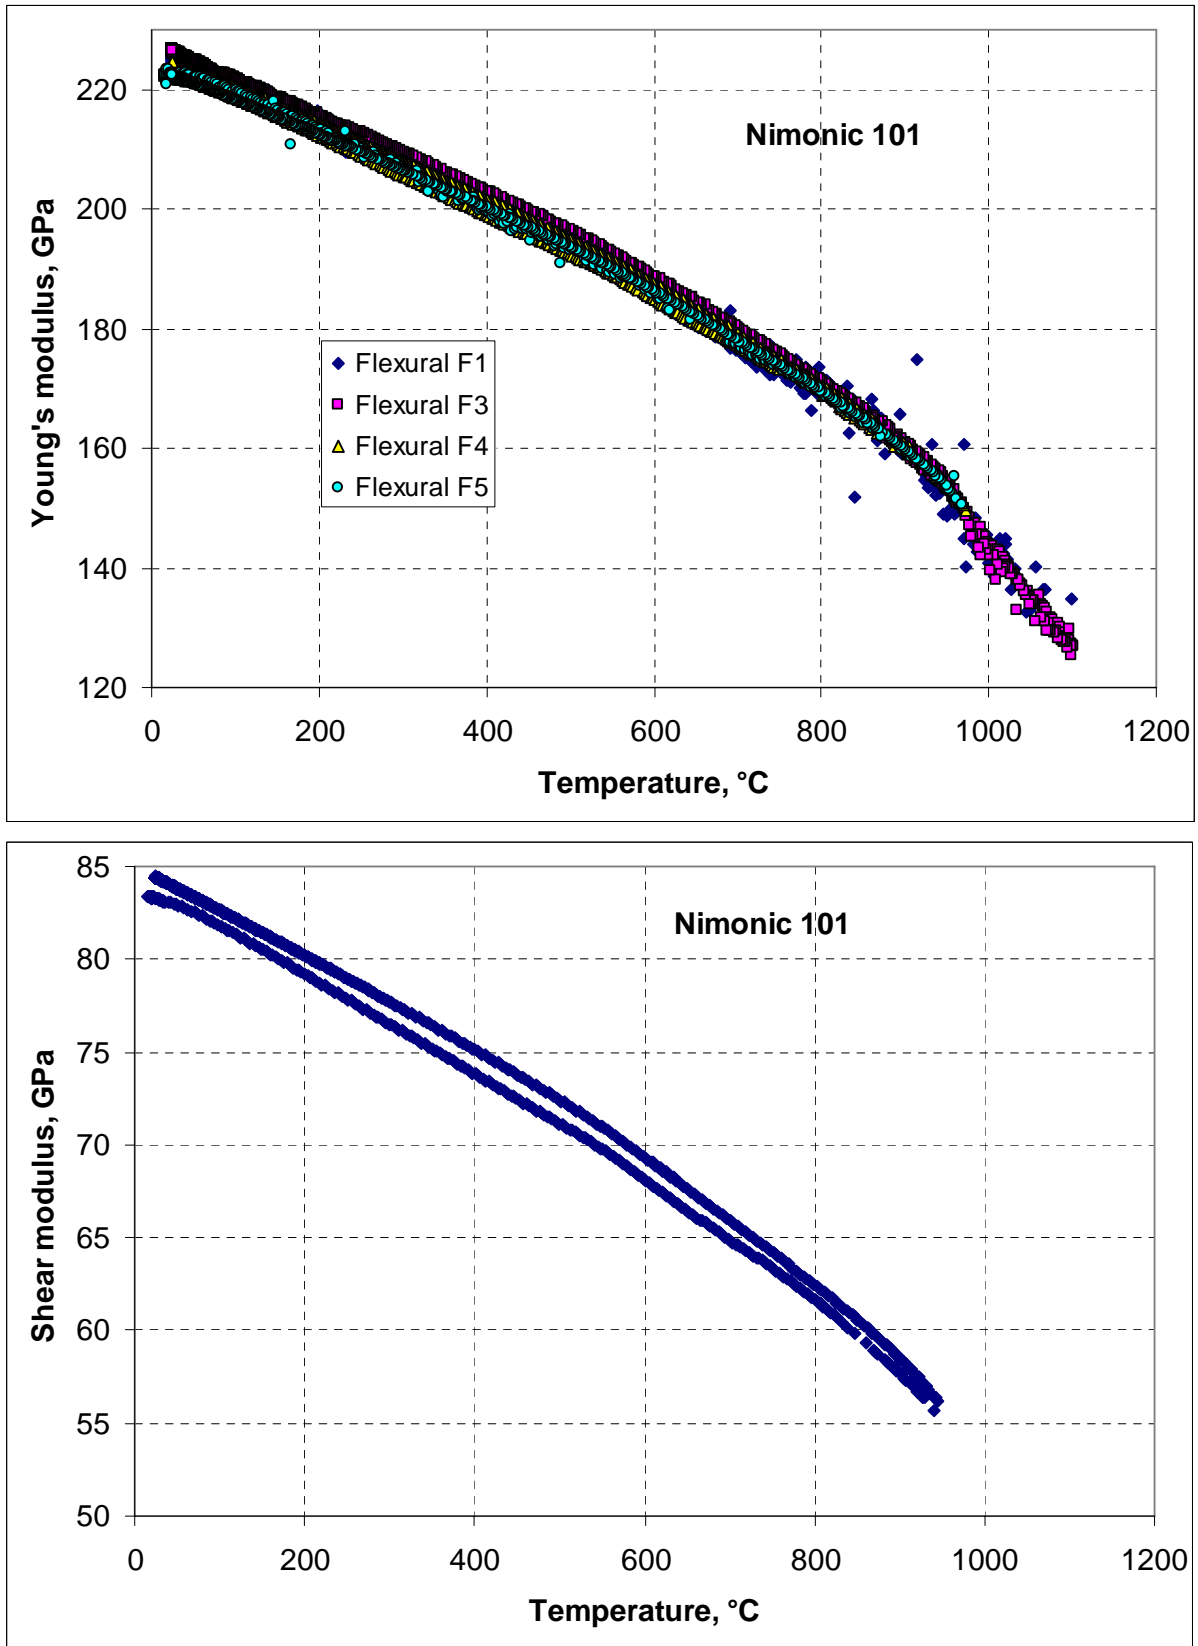 220
200
180
160
140
120
Young's modulus, GPa
Nimonic 101
Flexural F1
Flexural F3
Flexural F4
Flexural F5
0 200 400 600 800 1000 1200
Temperature, °C
85
80
75
70
65
60
55
50
Shear modulus, GPa
Nimonic 101
0 200 400 600 800 1000 1200
Temperature, °C